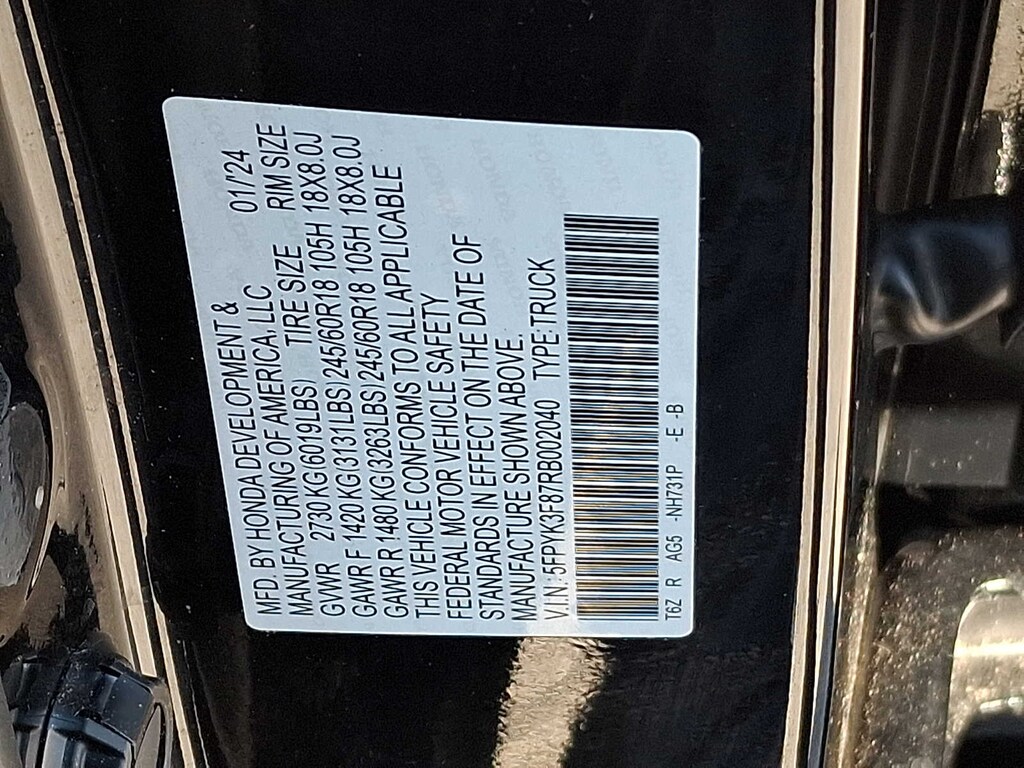 MFD. BY HONDA DEVELOPMENT &
MANUFACTURING OF AMERICA, LLC 01/24
GVWR 2730 KG(6019LBS) TIRE SIZE RIM SIZE
GAWR F 1420 KG(3131LBS)245⁄60R18 105H 18X8.0J
GAWR R 1480 KG(3263LBS)245⁄60R18 105H 18X8.0J
THIS VEHICLE CONFORMS TO ALL APPLICABLE
FEDERAL MOTOR VEHICLE SAFETY
STANDARDS IN EFFECT ON THE DATE OF
MANUFACTURE SHOWN ABOVE.
V.I.N.: 5FPYK3F87RB002040 TYPE: TRUCK
T6Z R AG5 -NH731P -E -B